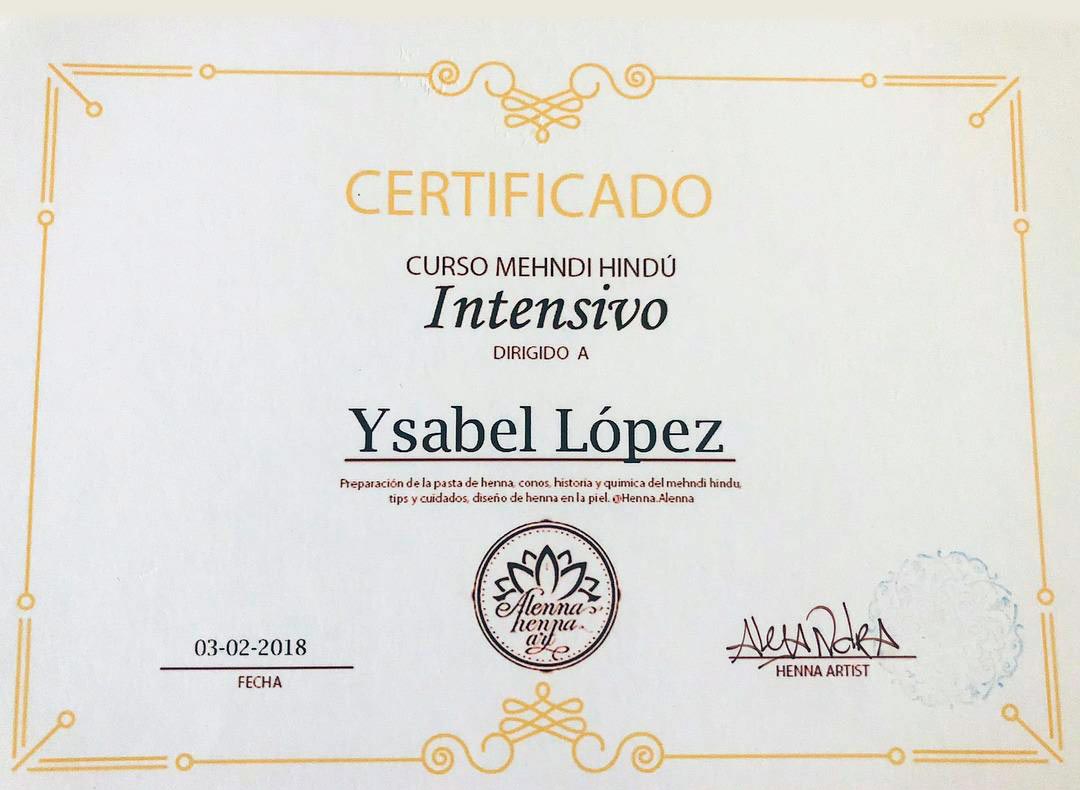 CERTIFICADO
CURSO MEHNDI HINDÚ
Intensivo
DIRIGIDO A
Ysabel López
Preparación de la pasta de henna, conos, historia y quimica del mehndi hindu,
tips y cuidados, diseño de henna en la piel. @Henna.Alenna
Alenna
henna
art
03-02-2018
FECHA
Alejandra
HENNA ARTIST